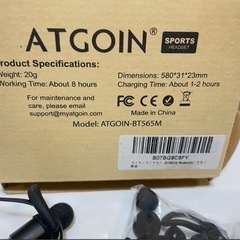 ATGOIN®
SPORTS
HEADSET
Product Specifications:
Weight: 20g
Dimensions: 580*31*23mm
Working Time: About 8 hours
Charging Time: About 1-2 hours
For maintenance and care, please email
support@myatgoin.com
Made in China
Model: ATGOIN-BT565M